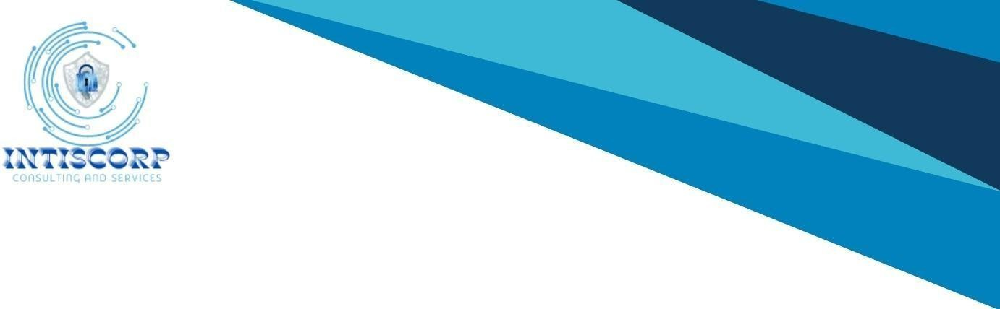 INTISCORP
CONSULTING AND SERVICES